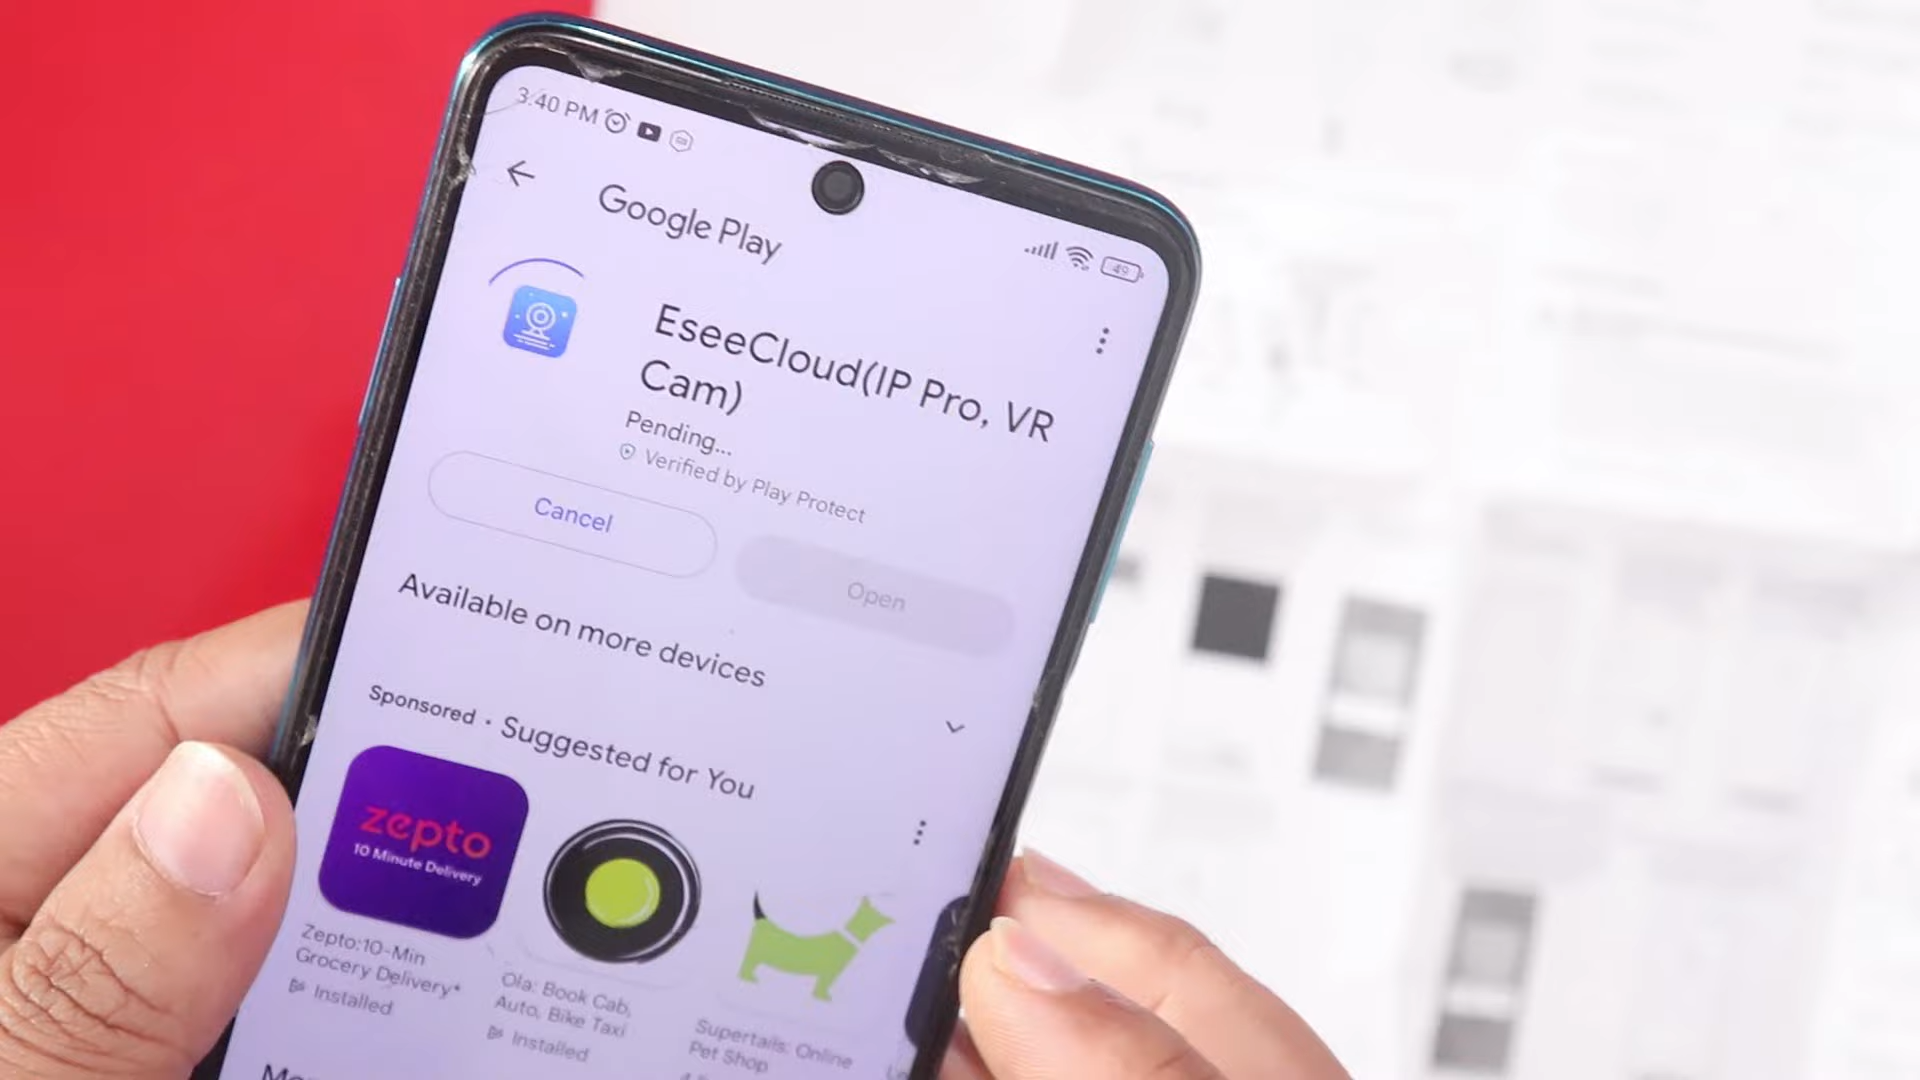 3:40 PM
49
Google Play
EseeCloud(IP Pro, VR
Cam)
Pending...
Verified by Play Protect
Cancel
Open
Available on more devices
Sponsored · Suggested for You
zepto
10 Minute Delivery
Zepto:10-Min
Grocery Delivery*
Installed
Ola: Book Cab,
Auto, Bike Taxi
Installed
Supertails: Online
Pet Shop